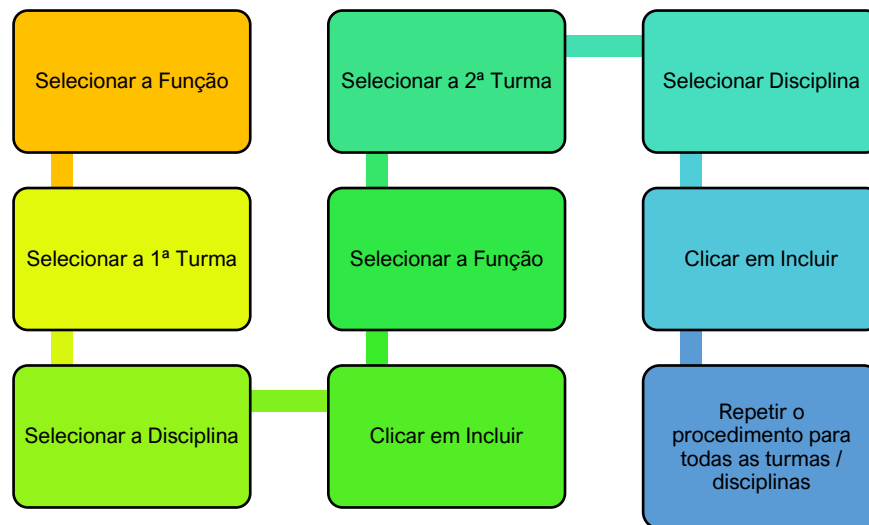 Selecionar a Função
Selecionar a 1ª Turma
Selecionar a Disciplina
Clicar em Incluir
Selecionar a Função
Selecionar a 2ª Turma
Selecionar Disciplina
Clicar em Incluir
Repetir o
procedimento para
todas as turmas /
disciplinas